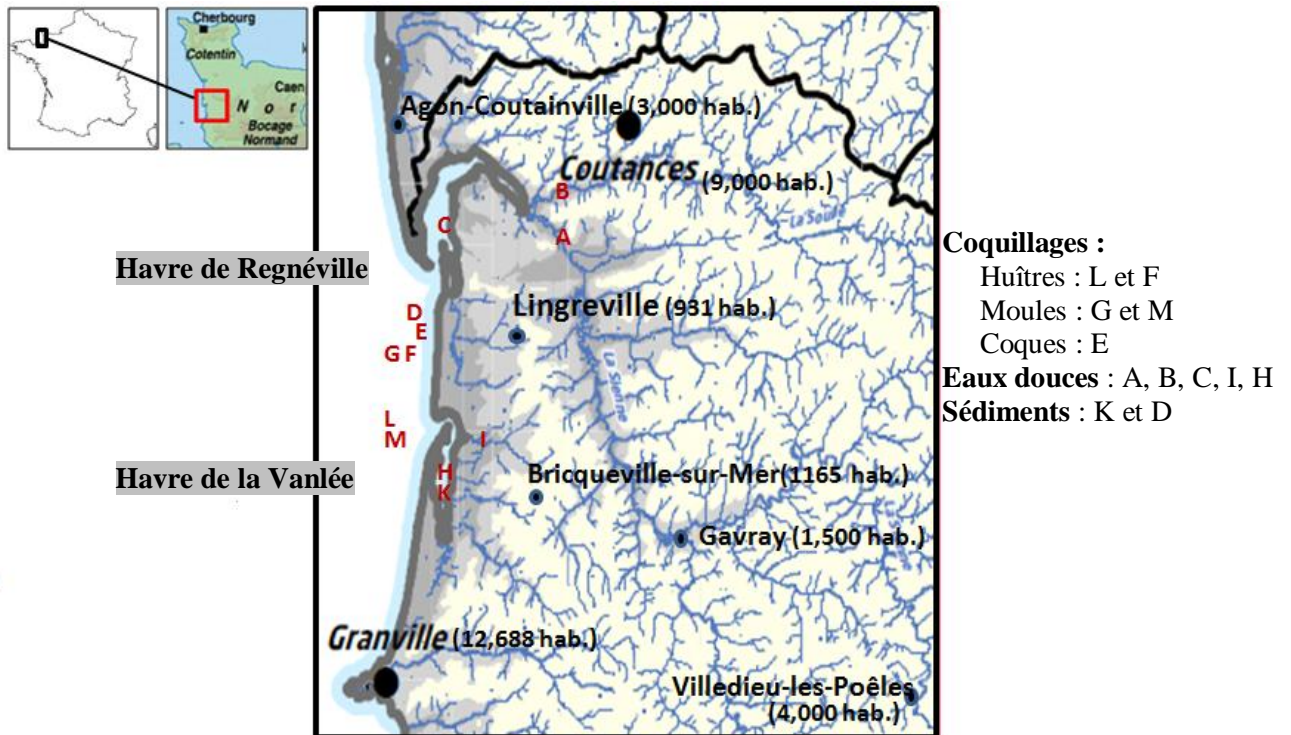 Cherbourg
Cotentin
Caen
N o r
Bocage
Normand
Agon-Coutainville (3,000 hab.)
Coutances (9,000 hab.)
B
La Soulle
C
A
Havre de Regnéville
Lingreville (931 hab.)
D
E
G F
La Sienne
L
M
I
Havre de la Vanlée
H
K
Bricqueville-sur-Mer(1165 hab.)
Gavray (1,500 hab.)
Granville (12,688 hab.)
Villedieu-les-Poêles
(4,000 hab.)
Coquillages :
Huîtres : L et F
Moules : G et M
Coques : E
Eaux douces : A, B, C, I, H
Sédiments : K et D